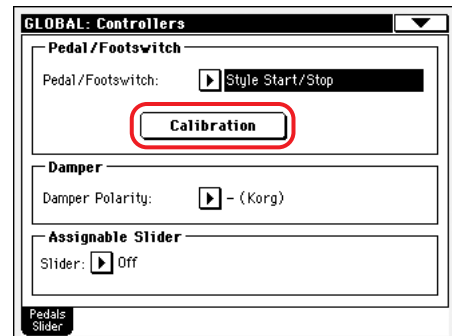 GLOBAL: Controllers
Pedal/Footswitch
Pedal/Footswitch: Style Start/Stop
Calibration
Damper
Damper Polarity: - (Korg)
Assignable Slider
Slider: Off
Pedals
Slider